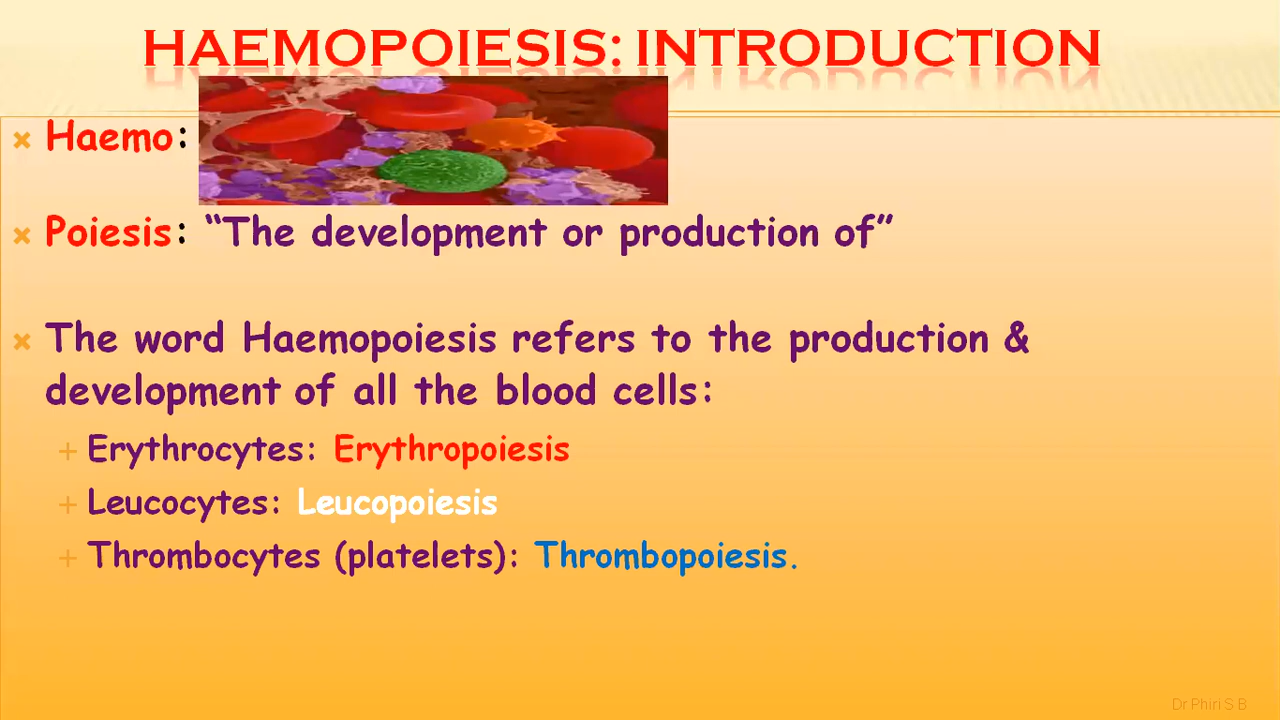 HAEMOPOIESIS: INTRODUCTION
Haemo:
Poiesis: “The development or production of”
The word Haemopoiesis refers to the production &
development of all the blood cells:
Erythrocytes: Erythropoiesis
Leucocytes: Leucopoiesis
Thrombocytes (platelets): Thrombopoiesis.
Dr Phiri S B